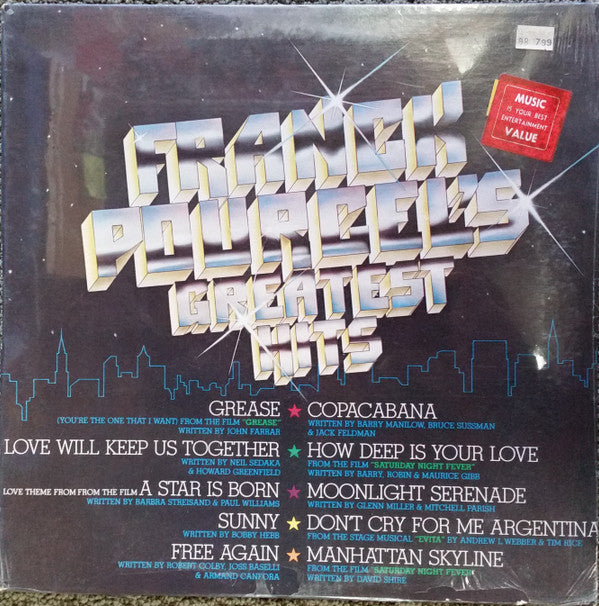 88 7.99
MUSIC
IS YOUR BEST
ENTERTAINMENT
VALUE
FRANCK
POURCEL'S
GREATEST
HITS
GREASE
(YOU'RE THE ONE THAT I WANT) FROM THE FILM "GREASE"
WRITTEN BY JOHN FARRAR
LOVE WILL KEEP US TOGETHER
WRITTEN BY NEIL SEDAKA
& HOWARD GREENFIELD
LOVE THEME FROM FROM THE FILM A STAR IS BORN
WRITTEN BY BARBRA STREISAND & PAUL WILLIAMS
SUNNY
WRITTEN BY BOBBY HEBB
FREE AGAIN
WRITTEN BY ROBERT COLBY, JOSS BASELLI
& ARMAND CANFORA
COPACABANA
WRITTEN BY BARRY MANILOW, BRUCE SUSSMAN
& JACK FELDMAN
HOW DEEP IS YOUR LOVE
FROM THE FILM "SATURDAY NIGHT FEVER"
WRITTEN BY BARRY, ROBIN & MAURICE GIBB
MOONLIGHT SERENADE
WRITTEN BY GLENN MILLER & MITCHELL PARISH
DON'T CRY FOR ME ARGENTINA
FROM THE STAGE MUSICAL "EVITA" BY ANDREW L. WEBBER & TIM RICE
MANHATTAN SKYLINE
FROM THE FILM "SATURDAY NIGHT FEVER"
WRITTEN BY DAVID SHIRE